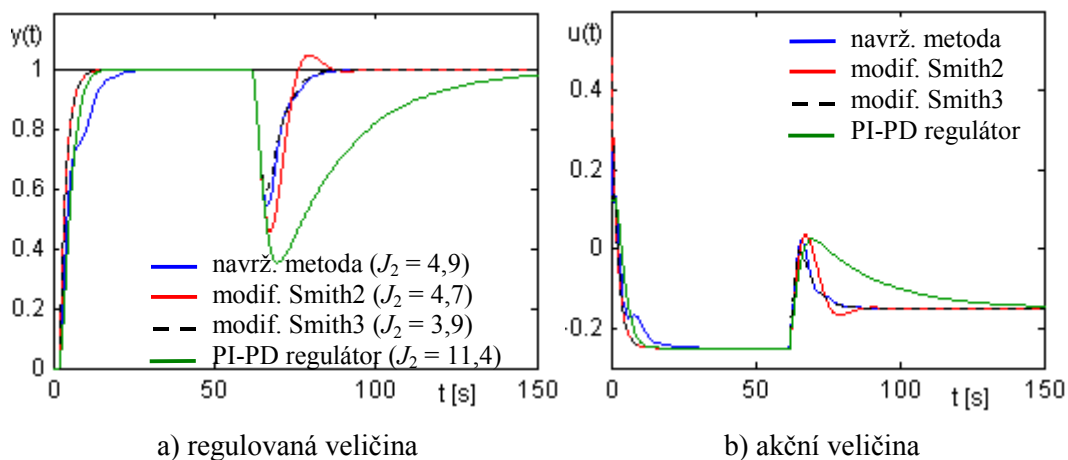 y(t)
1
0.8
0.6
0.4
0.2
0
0
50
100
150
t [s]
navrž. metoda (J2 = 4,9)
modif. Smith2 (J2 = 4,7)
modif. Smith3 (J2 = 3,9)
PI-PD regulátor (J2 = 11,4)
a) regulovaná veličina
u(t)
0.4
0.2
0
-0.2
0
50
100
150
t [s]
navrž. metoda
modif. Smith2
modif. Smith3
PI-PD regulátor
b) akční veličina